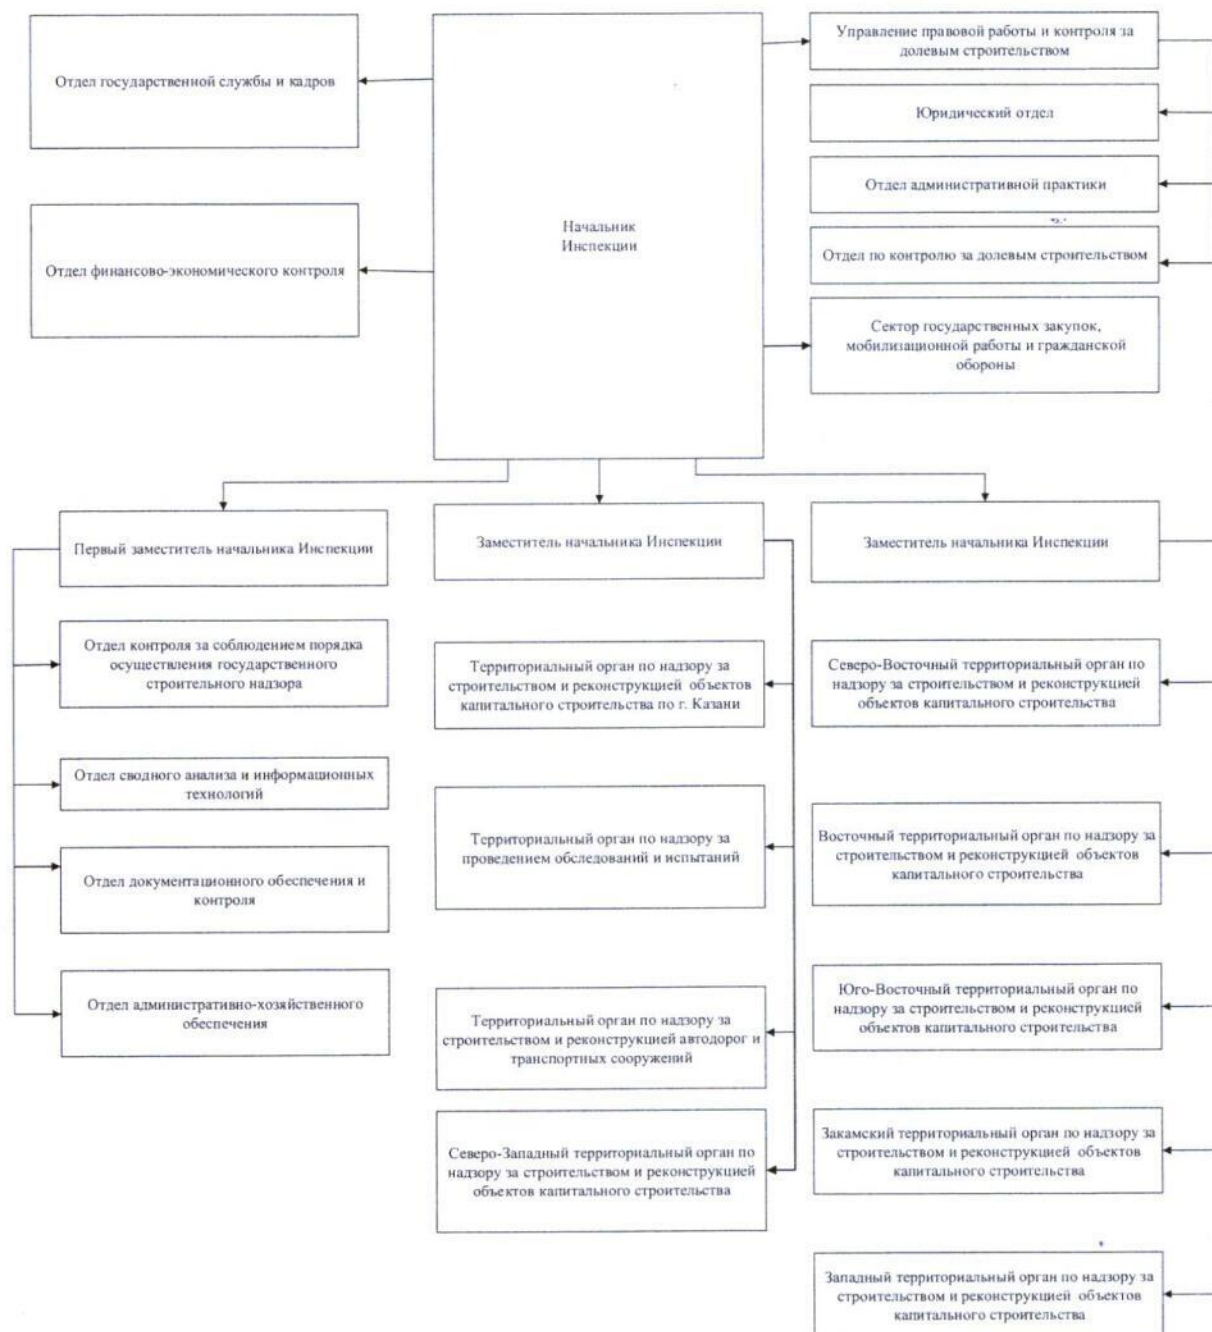 Отдел государственной службы и кадров
Отдел финансово-экономического контроля
Начальник
Инспекции
Управление правовой работы и контроля за
долевым строительством
Юридический отдел
Отдел административной практики
Отдел по контролю за долевым строительством
Сектор государственных закупок,
мобилизационной работы и гражданской
обороны
Первый заместитель начальника Инспекции
Отдел контроля за соблюдением порядка
осуществления государственного
строительного надзора
Отдел сводного анализа и информационных
технологий
Отдел документационного обеспечения и
контроля
Отдел административно-хозяйственного
обеспечения
Заместитель начальника Инспекции
Территориальный орган по надзору за
строительством и реконструкцией объектов
капитального строительства по г. Казани
Территориальный орган по надзору за
проведением обследований и испытаний
Территориальный орган по надзору за
строительством и реконструкцией автодорог и
транспортных сооружений
Северо-Западный территориальный орган по
надзору за строительством и реконструкцией
объектов капитального строительства
Заместитель начальника Инспекции
Северо-Восточный территориальный орган по
надзору за строительством и реконструкцией
объектов капитального строительства
Восточный территориальный орган по надзору за
строительством и реконструкцией объектов
капитального строительства
Юго-Восточный территориальный орган по
надзору за строительством и реконструкцией
объектов капитального строительства
Закамский территориальный орган по надзору за
строительством и реконструкцией объектов
капитального строительства
Западный территориальный орган по надзору за
строительством и реконструкцией объектов
капитального строительства